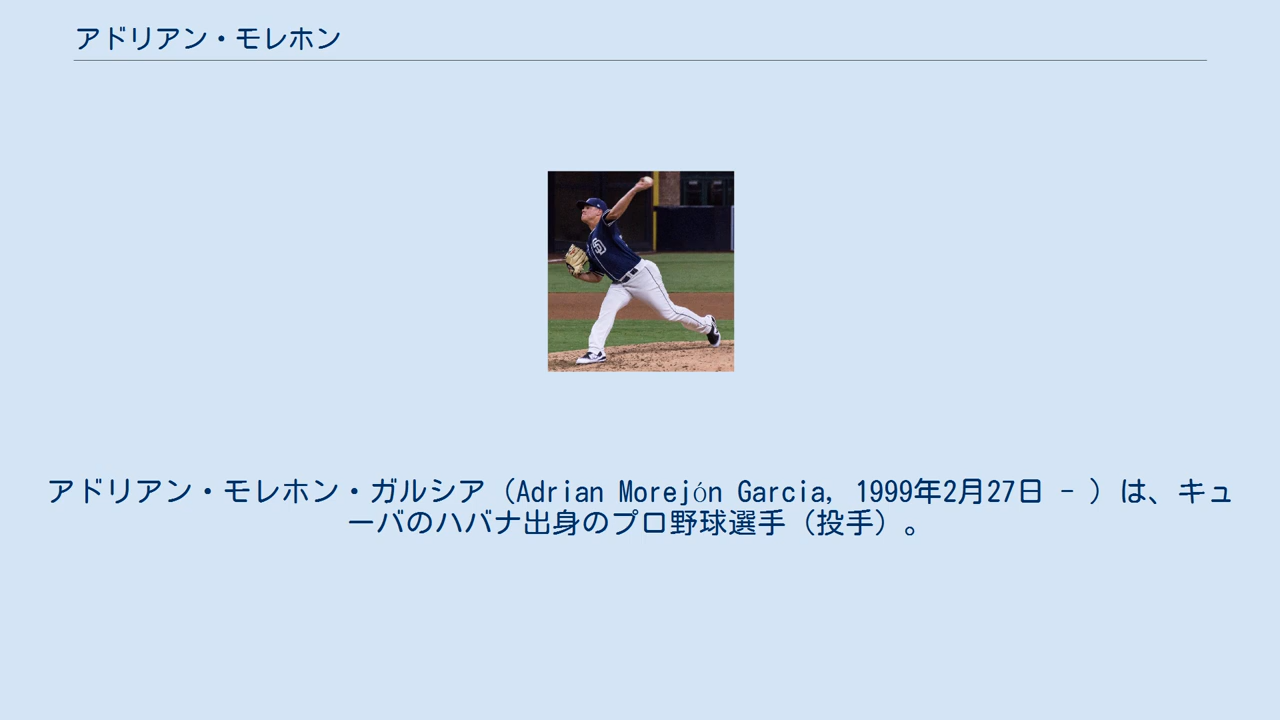 アドリアン・モレホン
アドリアン・モレホン・ガルシア（Adrian Morejón Garcia, 1999年2月27日 - ）は、キュ
ーバのハバナ出身のプロ野球選手（投手）。